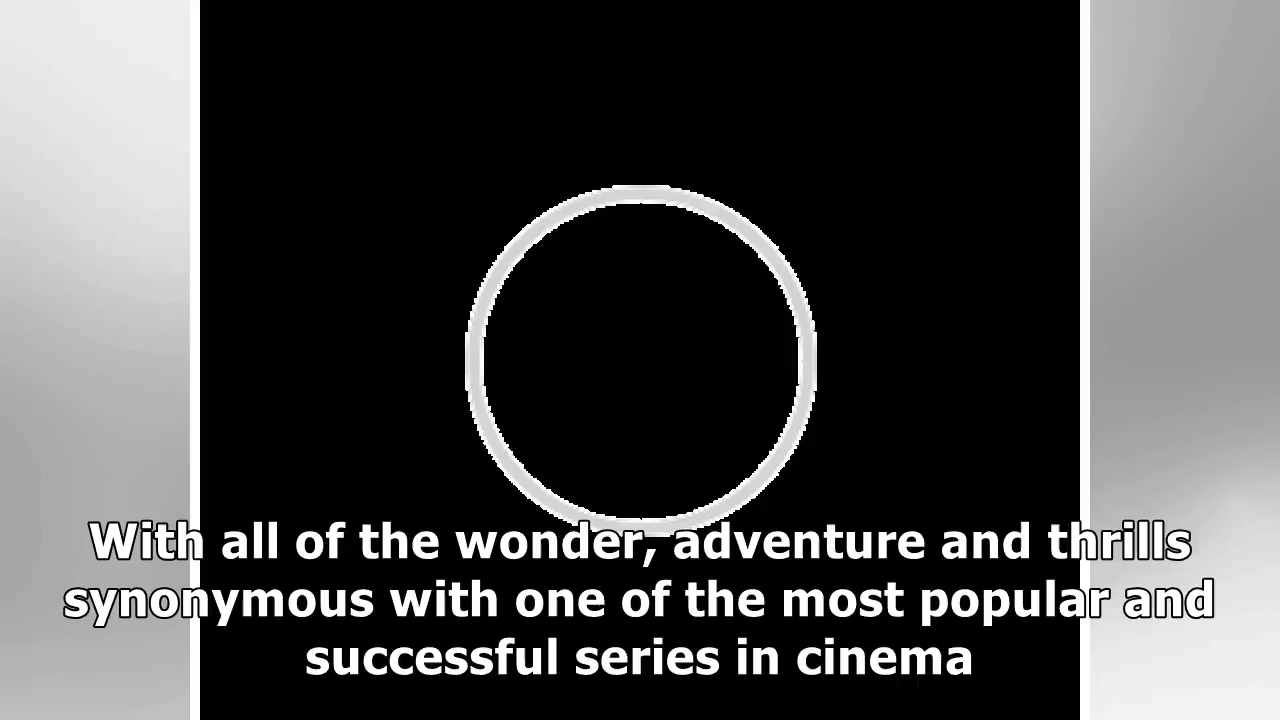 With all of the wonder, adventure and thrills
synonymous with one of the most popular and
successful series in cinema